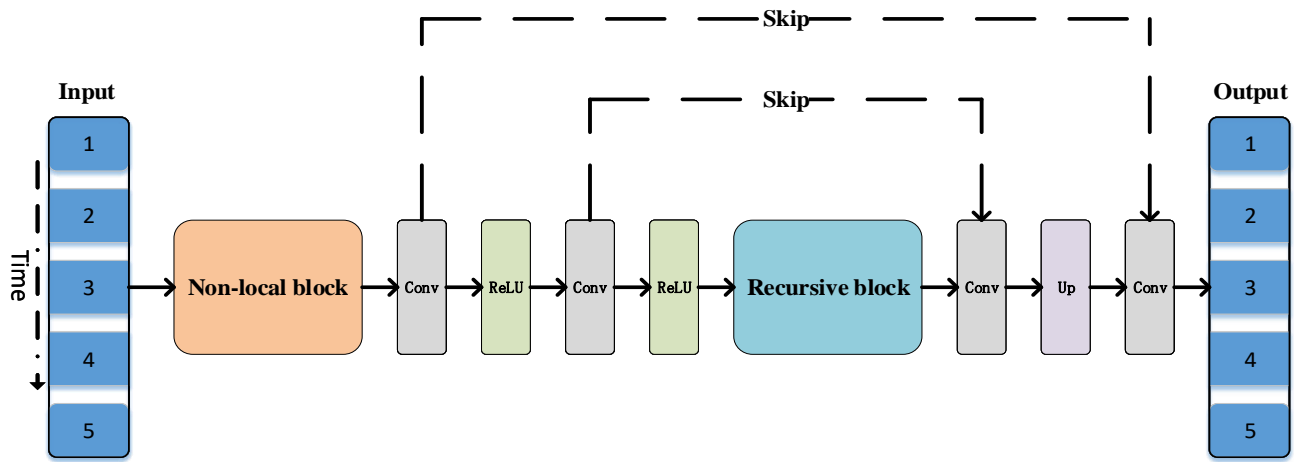 Skip
Skip
Input
Output
1
2
3
4
5
Time
Non-local block
Conv
ReLU
Conv
ReLU
Recursive block
Conv
Up
Conv
1
2
3
4
5